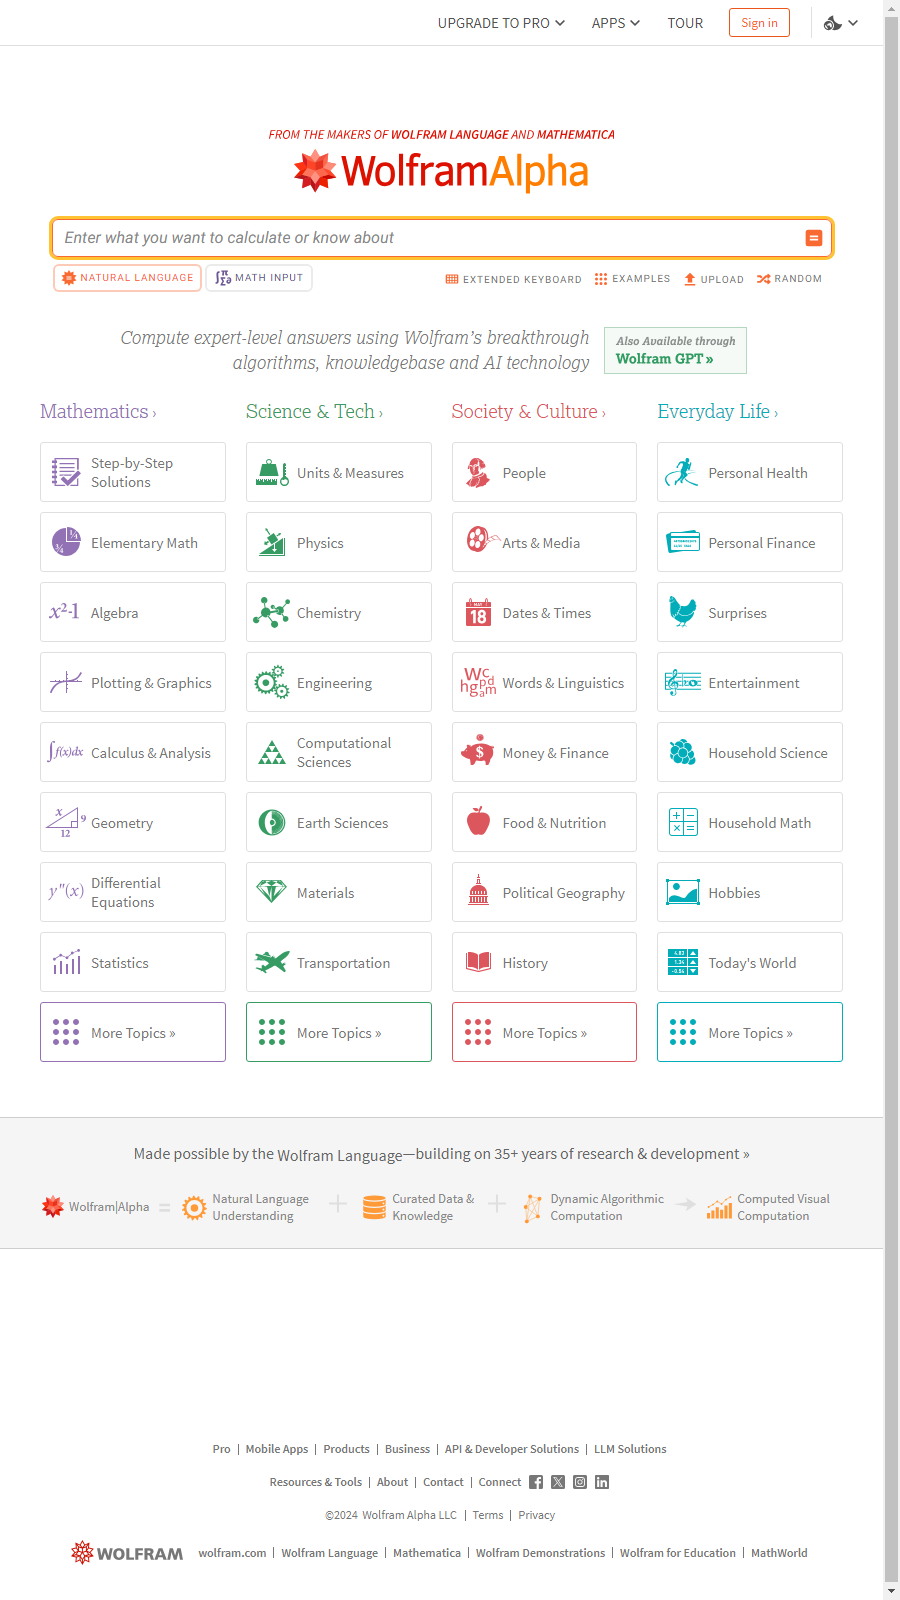 UPGRADE TO PRO APPS TOUR Sign in
FROM THE MAKERS OF WOLFRAM LANGUAGE AND MATHEMATICA
WolframAlpha
Enter what you want to calculate or know about
NATURAL LANGUAGE MATH INPUT EXTENDED KEYBOARD EXAMPLES UPLOAD RANDOM
Compute expert-level answers using Wolfram's breakthrough
algorithms, knowledgebase and AI technology
Also Available through
Wolfram GPT »
Mathematics ›
Step-by-Step
Solutions
Elementary Math
Algebra
Plotting & Graphics
Calculus & Analysis
Geometry
Differential
Equations
Statistics
More Topics »
Science & Tech ›
Units & Measures
Physics
Chemistry
Engineering
Computational
Sciences
Earth Sciences
Materials
Transportation
More Topics »
Society & Culture ›
People
Arts & Media
Dates & Times
Words & Linguistics
Money & Finance
Food & Nutrition
Political Geography
History
More Topics »
Everyday Life ›
Personal Health
Personal Finance
Surprises
Entertainment
Household Science
Household Math
Hobbies
Today's World
More Topics »
Made possible by the Wolfram Language—building on 35+ years of research & development »
Wolfram|Alpha = Natural Language
Understanding
+ Curated Data &
Knowledge
+ Dynamic Algorithmic
Computation
→ Computed Visual
Computation
Pro | Mobile Apps | Products | Business | API & Developer Solutions | LLM Solutions
Resources & Tools | About | Contact | Connect
©2024 Wolfram Alpha LLC | Terms | Privacy
WOLFRAM wolfram.com | Wolfram Language | Mathematica | Wolfram Demonstrations | Wolfram for Education | MathWorld